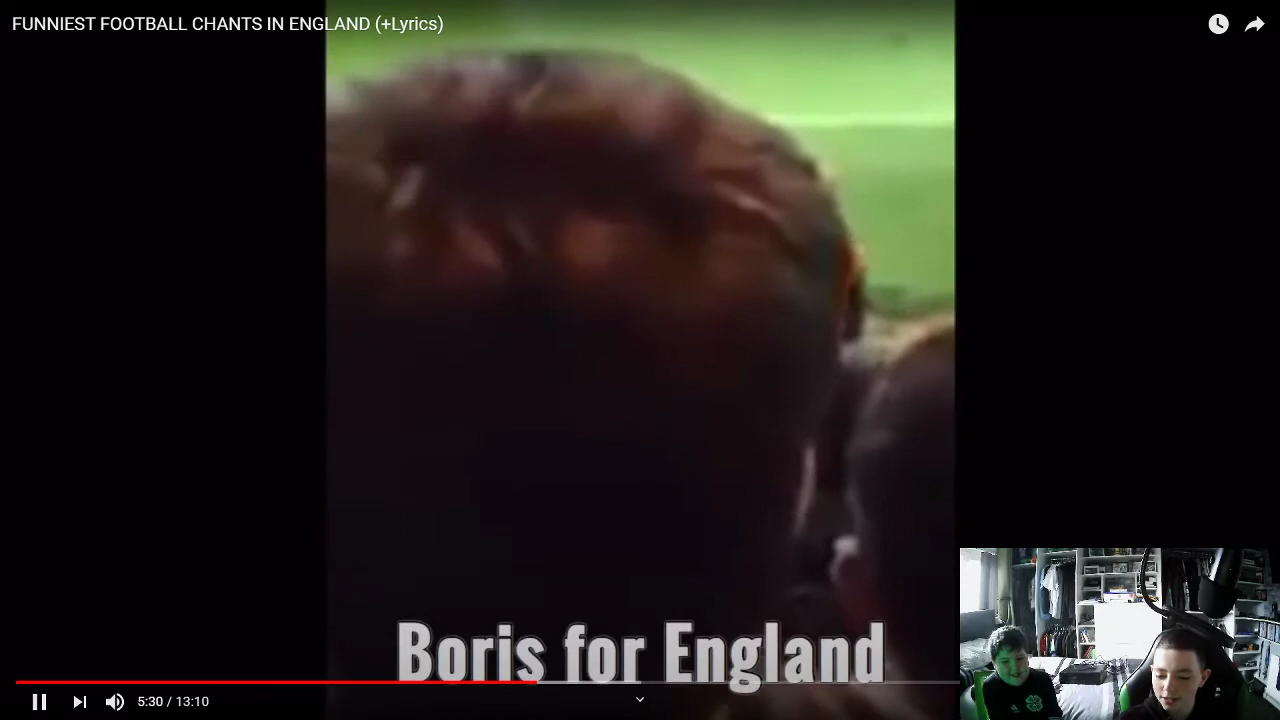 FUNNIEST FOOTBALL CHANTS IN ENGLAND (+Lyrics)
Boris for England
5:30 / 13:10